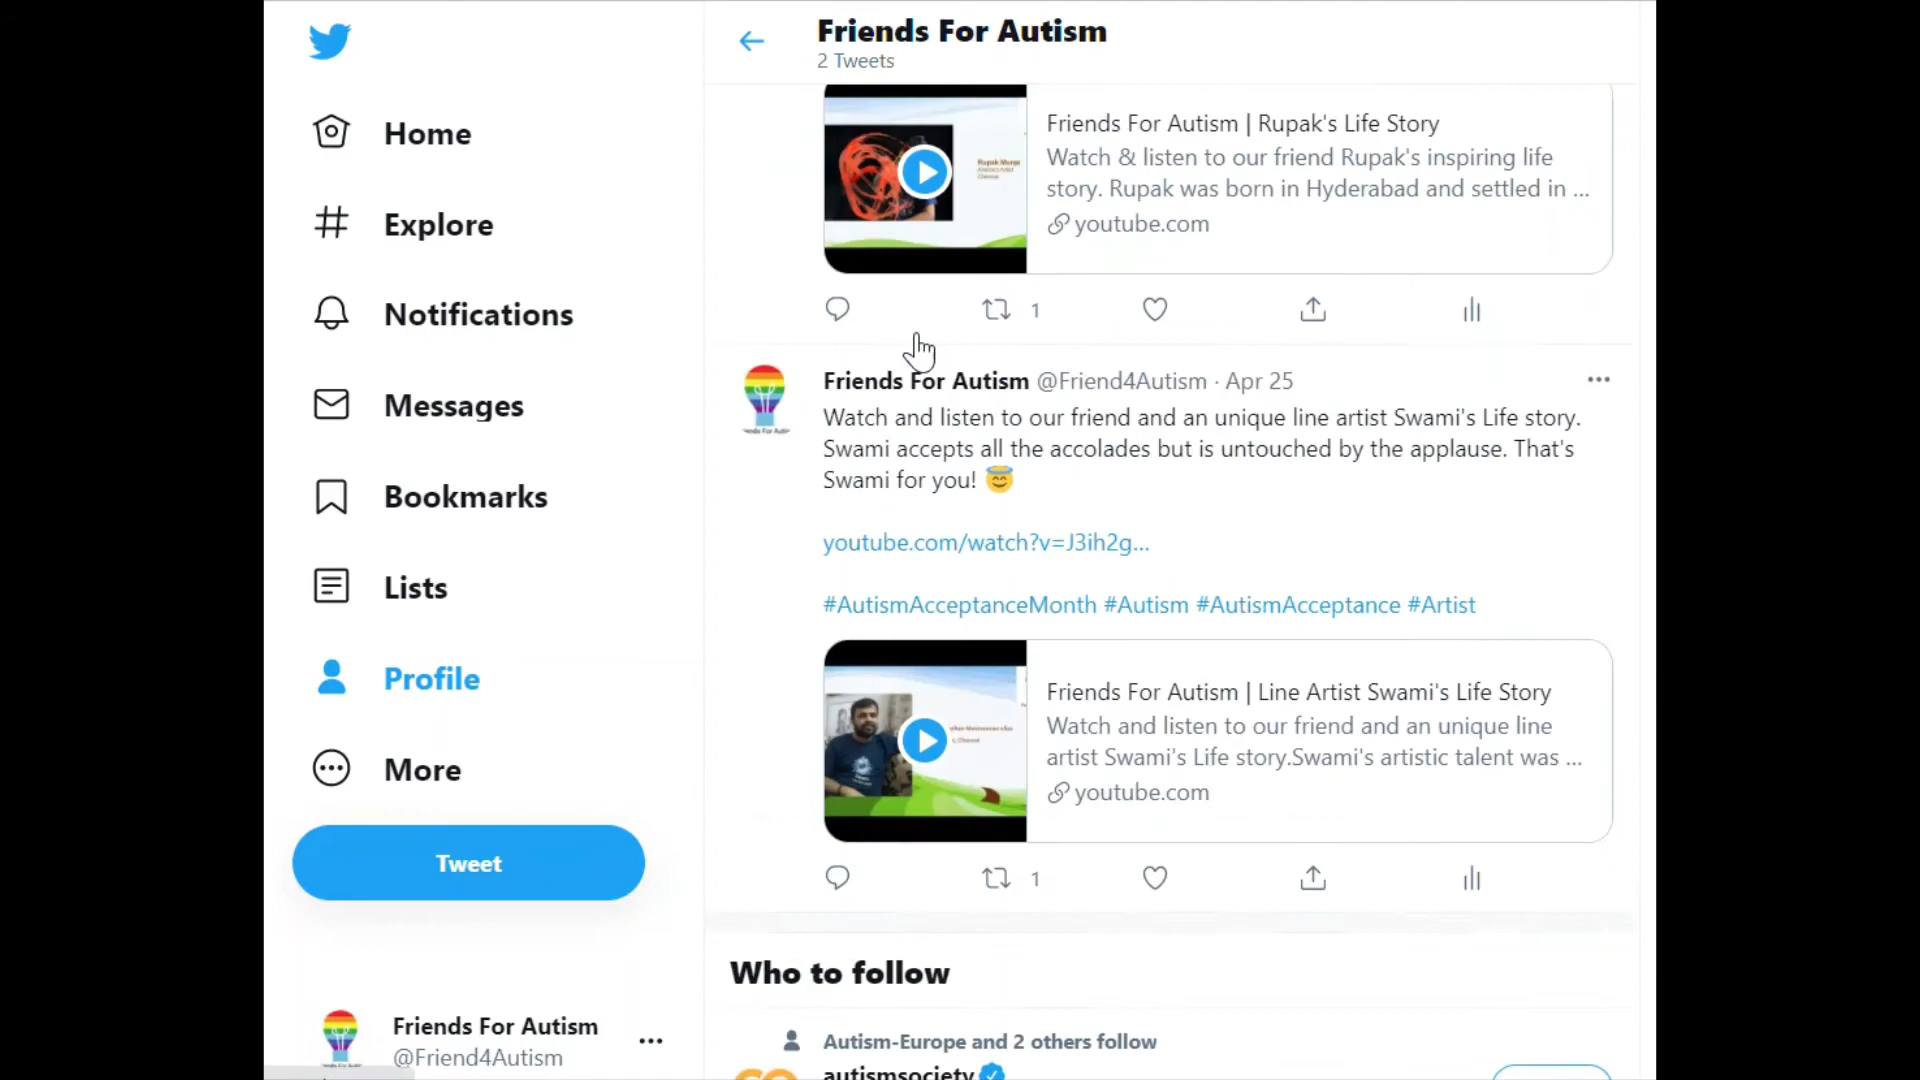 Friends For Autism
2 Tweets
Home
Explore
Notifications
Messages
Bookmarks
Lists
Profile
More
Tweet
Friends For Autism
@Friend4Autism
Friends For Autism | Rupak's Life Story
Watch & listen to our friend Rupak's inspiring life
story. Rupak was born in Hyderabad and settled in ...
youtube.com
1
Friends For Autism @Friend4Autism · Apr 25
Watch and listen to our friend and an unique line artist Swami's Life story.
Swami accepts all the accolades but is untouched by the applause. That's
Swami for you! 😇
youtube.com/watch?v=J3ih2g...
#AutismAcceptanceMonth #Autism #AutismAcceptance #Artist
Friends For Autism | Line Artist Swami's Life Story
Watch and listen to our friend and an unique line
artist Swami's Life story.Swami's artistic talent was ...
youtube.com
1
Who to follow
Autism-Europe and 2 others follow
autismsociety